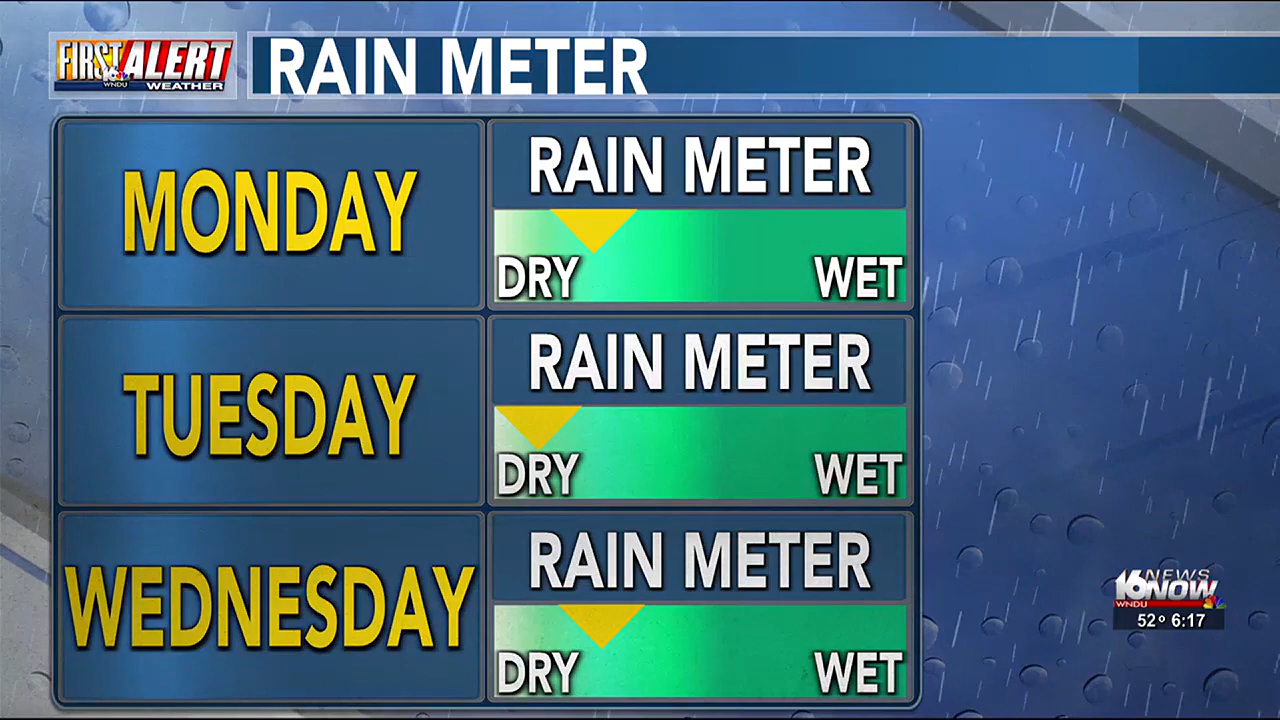 FIRST ALERT
16
WNDU
WEATHER
RAIN METER
MONDAY
RAIN METER
DRY
WET
TUESDAY
RAIN METER
DRY
WET
WEDNESDAY
RAIN METER
DRY
WET
16 NEWS NOW
WNDU
52° 6:17